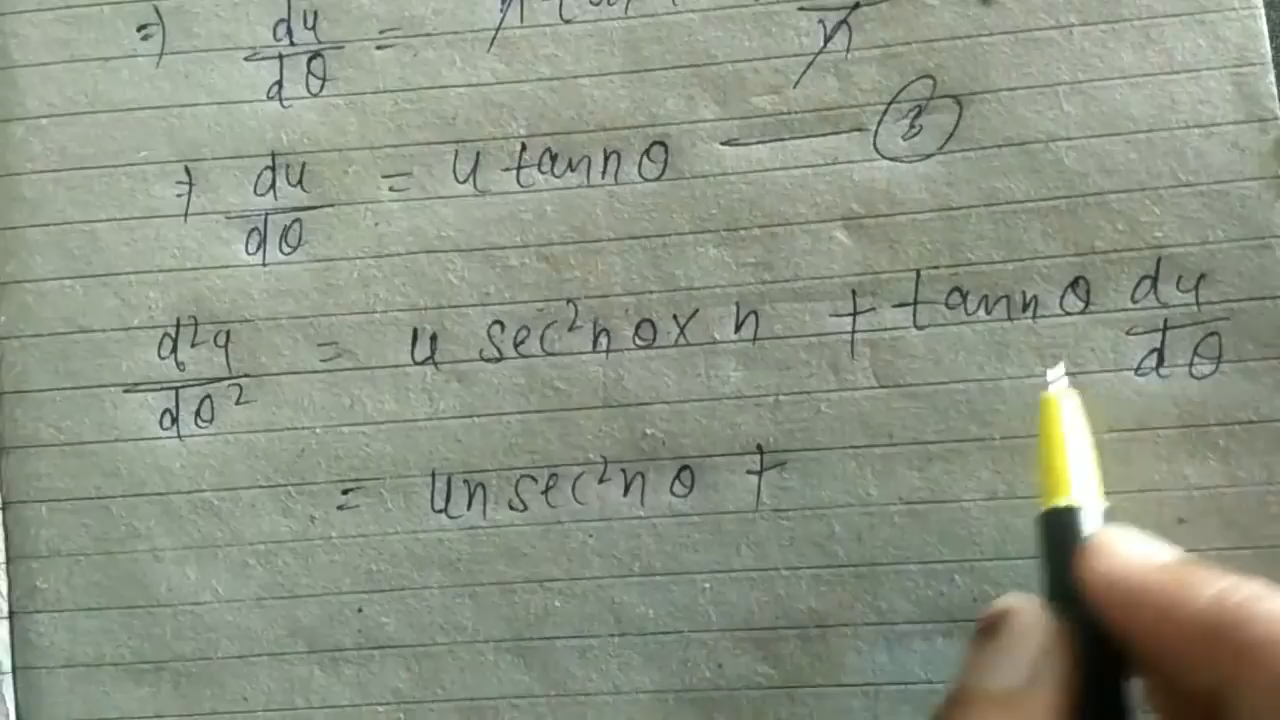 ⇒ du/dθ =
⇒ du/dθ = u tan nθ —— (3)
d²u/dθ² = u sec²nθ × n + tan nθ du/dθ
= un sec²nθ +